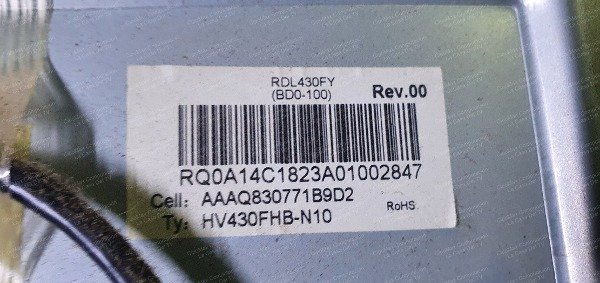 RDL430FY
(BD0-100)
Rev.00
RQ0A14C1823A01002847
Cell: AAAQ830771B9D2
Ty: HV430FHB-N10
RoHS